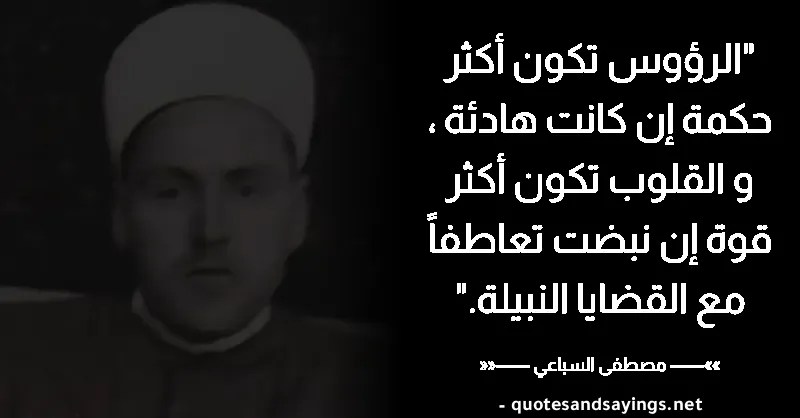 "الرؤوس تكون أكثر
حكمة إن كانت هادئة ،
و القلوب تكون أكثر
قوة إن نبضت تعاطفاً
مع القضايا النبيلة."
»»—— مصطفى السباعي ——««
- quotesandsayings.net